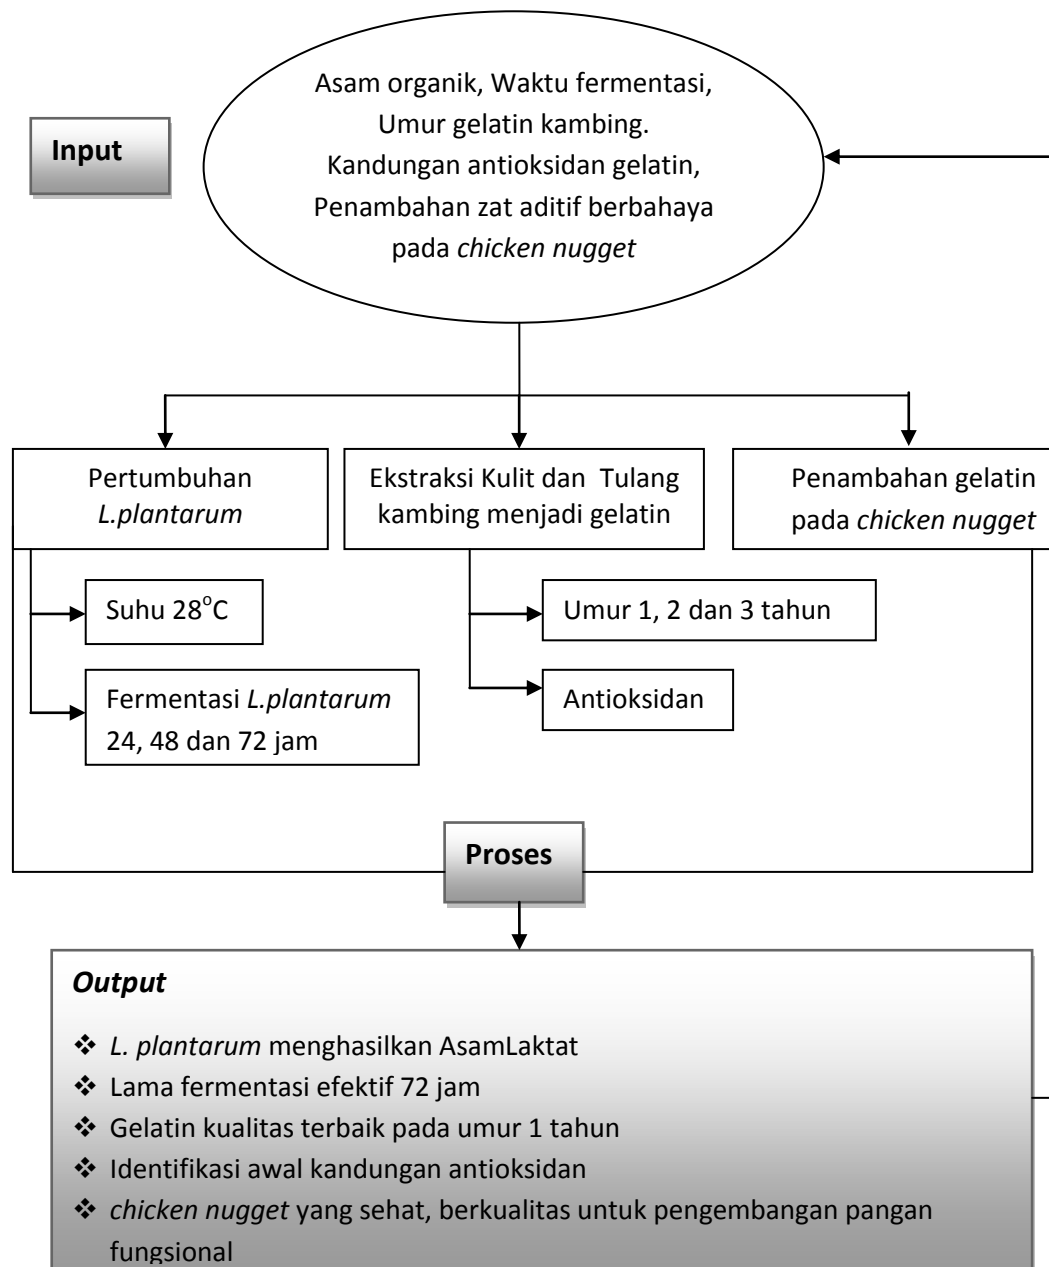 Input
Asam organik, Waktu fermentasi,
Umur gelatin kambing.
Kandungan antioksidan gelatin,
Penambahan zat aditif berbahaya
pada chicken nugget
Pertumbuhan
L.plantarum
Ekstraksi Kulit dan Tulang
kambing menjadi gelatin
Penambahan gelatin
pada chicken nugget
Suhu 28°C
Fermentasi L.plantarum
24, 48 dan 72 jam
Umur 1, 2 dan 3 tahun
Antioksidan
Proses
Output
❖ L. plantarum menghasilkan AsamLaktat
❖ Lama fermentasi efektif 72 jam
❖ Gelatin kualitas terbaik pada umur 1 tahun
❖ Identifikasi awal kandungan antioksidan
❖ chicken nugget yang sehat, berkualitas untuk pengembangan pangan
fungsional